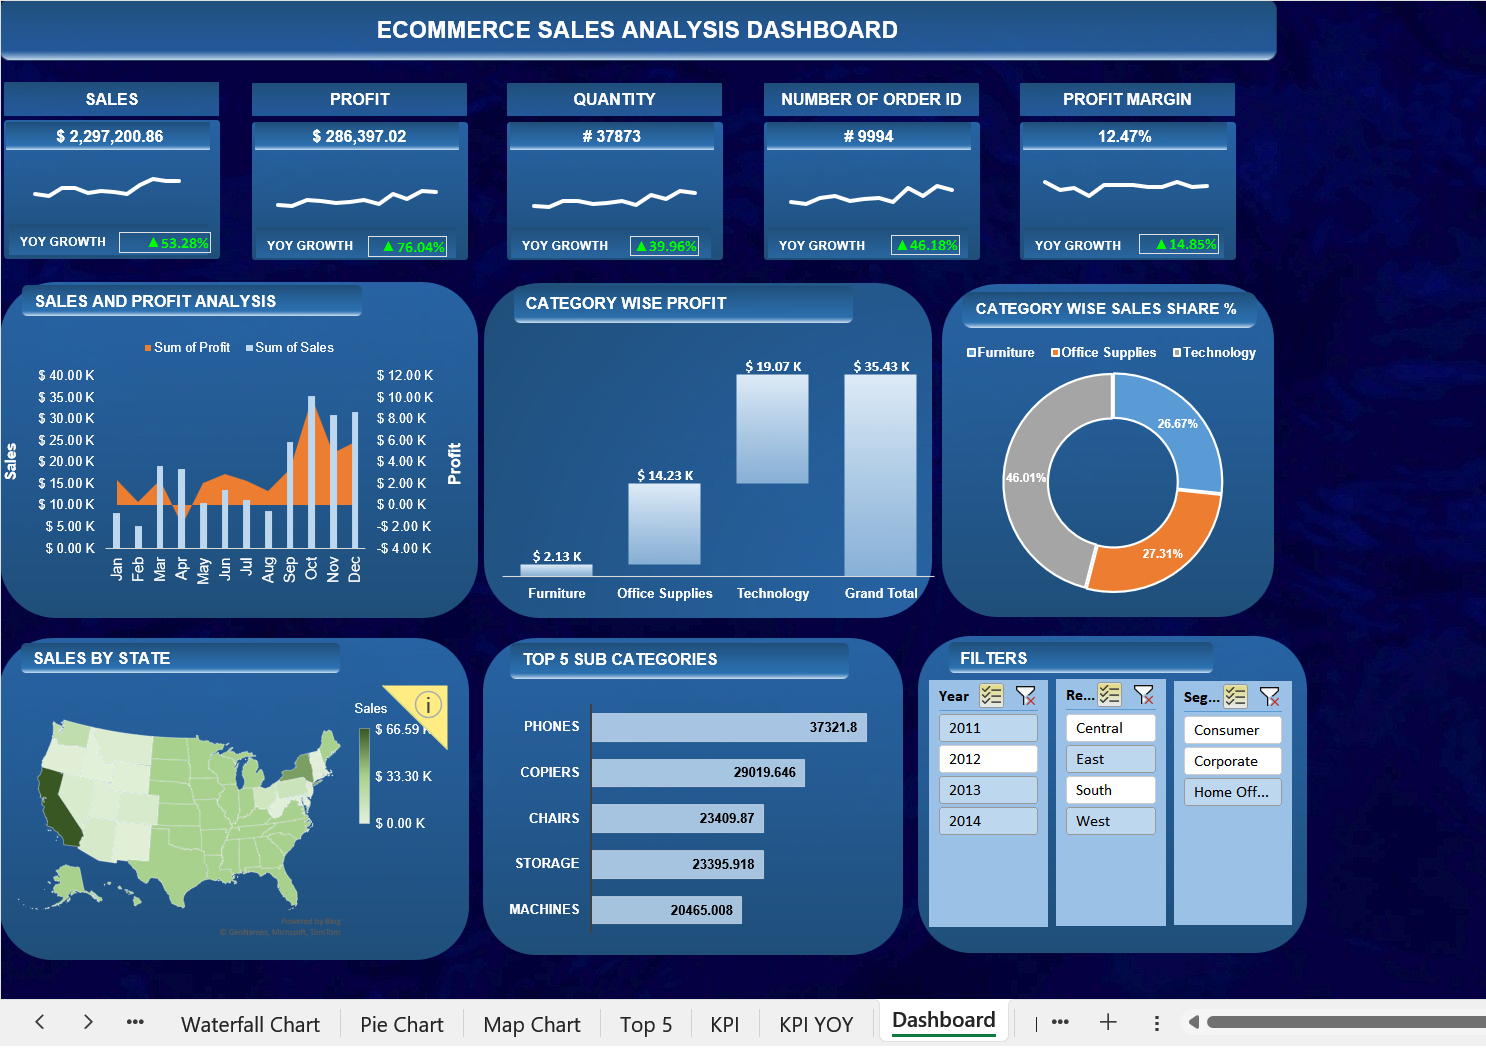 ECOMMERCE SALES ANALYSIS DASHBOARD
SALES
$ 2,297,200.86
YOY GROWTH
▲53.28%
PROFIT
$ 286,397.02
YOY GROWTH
▲76.04%
QUANTITY
# 37873
YOY GROWTH
▲39.96%
NUMBER OF ORDER ID
# 9994
YOY GROWTH
▲46.18%
PROFIT MARGIN
12.47%
YOY GROWTH
▲14.85%
SALES AND PROFIT ANALYSIS
Sum of Profit
Sum of Sales
Sales
$ 40.00 K
$ 35.00 K
$ 30.00 K
$ 25.00 K
$ 20.00 K
$ 15.00 K
$ 10.00 K
$ 5.00 K
$ 0.00 K
$ 12.00 K
$ 10.00 K
$ 8.00 K
$ 6.00 K
$ 4.00 K
$ 2.00 K
$ 0.00 K
-$ 2.00 K
-$ 4.00 K
Profit
Jan
Feb
Mar
Apr
May
Jun
Jul
Aug
Sep
Oct
Nov
Dec
CATEGORY WISE PROFIT
$ 2.13 K
$ 14.23 K
$ 19.07 K
$ 35.43 K
Furniture
Office Supplies
Technology
Grand Total
CATEGORY WISE SALES SHARE %
Furniture
Office Supplies
Technology
26.67%
27.31%
46.01%
SALES BY STATE
Sales
$ 66.59 K
$ 33.30 K
$ 0.00 K
Powered by Bing
© GeoNames, Microsoft, TomTom
TOP 5 SUB CATEGORIES
PHONES
37321.8
COPIERS
29019.646
CHAIRS
23409.87
STORAGE
23395.918
MACHINES
20465.008
FILTERS
Year
2011
2012
2013
2014
Re...
Central
East
South
West
Seg...
Consumer
Corporate
Home Off...
Waterfall Chart
Pie Chart
Map Chart
Top 5
KPI
KPI YOY
Dashboard